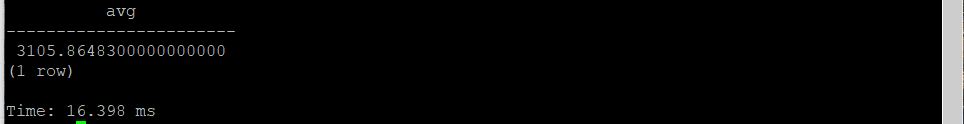 avg
-----------------------
3105.8648300000000000
(1 row)
Time: 16.398 ms